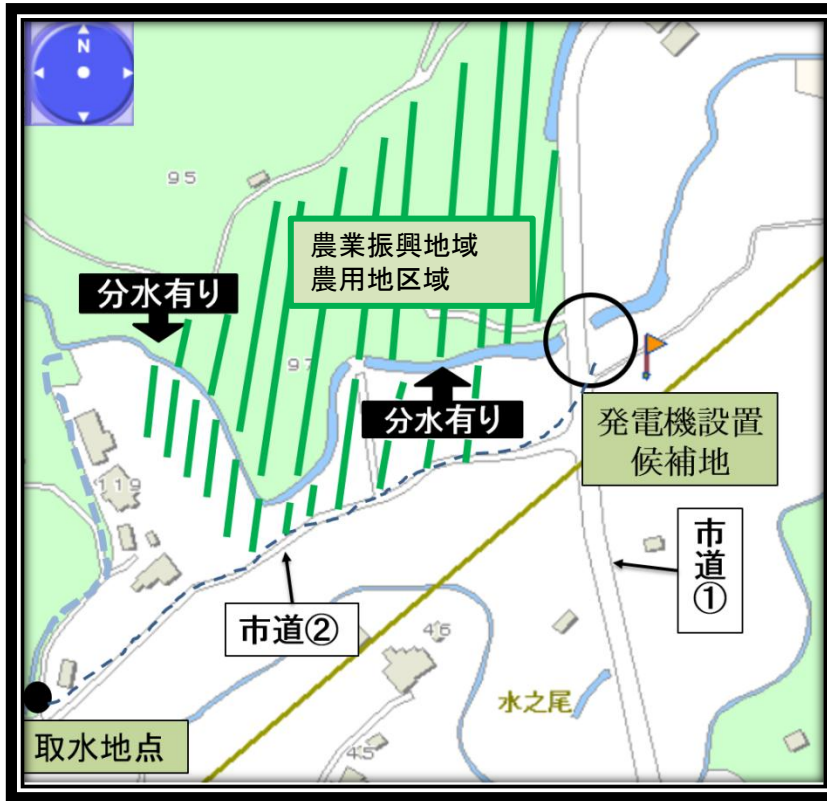 N
95
農業振興地域
農用地区域
分水有り
97
分水有り
発電機設置
候補地
119
市道①
市道②
46
水之尾
取水地点
45